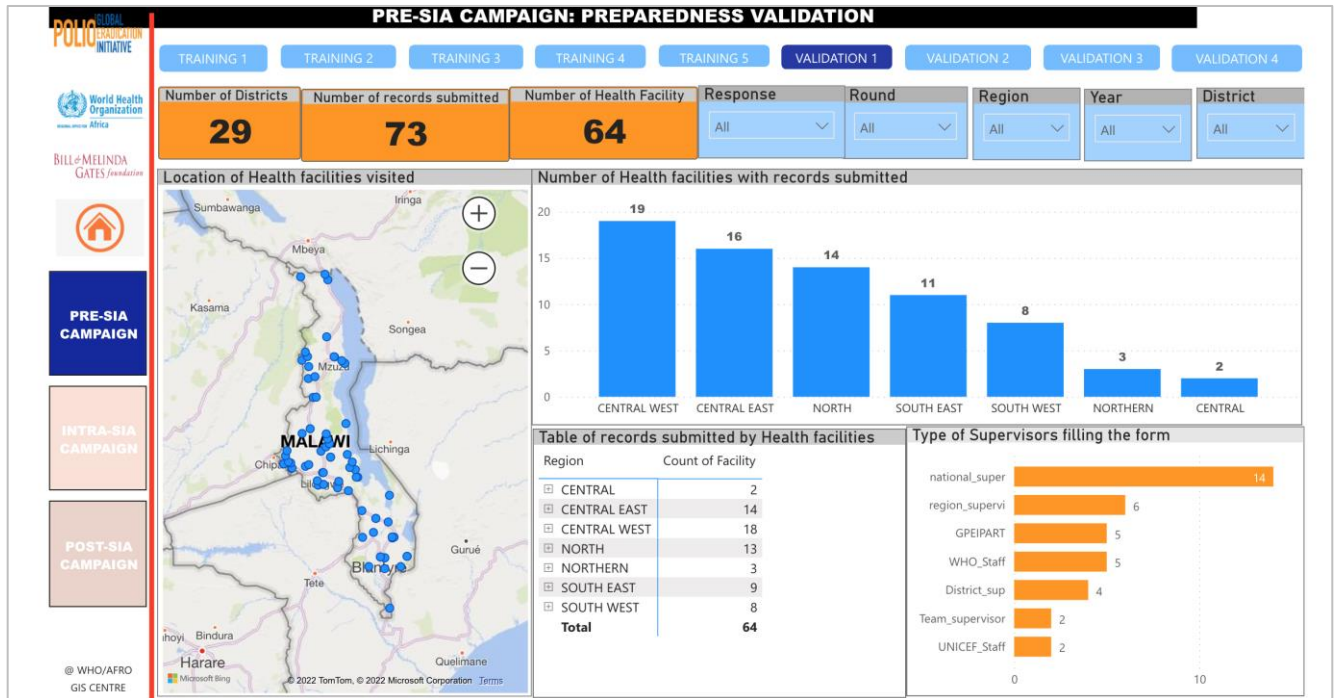 PRE-SIA CAMPAIGN: PREPAREDNESS VALIDATION
GLOBAL
POLIO ERADICATION
INITIATIVE
TRAINING 1 TRAINING 2 TRAINING 3 TRAINING 4 TRAINING 5 VALIDATION 1 VALIDATION 2 VALIDATION 3 VALIDATION 4
World Health
Organization
Africa
BILL & MELINDA
GATES foundation
PRE-SIA
CAMPAIGN
INTRA-SIA
CAMPAIGN
POST-SIA
CAMPAIGN
@ WHO/AFRO
GIS CENTRE
Number of Districts
29
Number of records submitted
73
Number of Health Facility
64
Response
All
Round
All
Region
All
Year
All
District
All
Location of Health facilities visited
Sumbawanga
Iringa
Mbeya
Kasama
Songea
Mzuzu
MALAWI
Lichinga
Gurué
Tete
Bindura
Harare
Quelimane
Microsoft Bing
© 2022 TomTom, © 2022 Microsoft Corporation Terms
Number of Health facilities with records submitted
20
15
10
5
0
19 16 14 11 8 3 2
CENTRAL WEST CENTRAL EAST NORTH SOUTH EAST SOUTH WEST NORTHERN CENTRAL
Table of records submitted by Health facilities
Region Count of Facility
CENTRAL 2
CENTRAL EAST 14
CENTRAL WEST 18
NORTH 13
NORTHERN 3
SOUTH EAST 9
SOUTH WEST 8
Total 64
Type of Supervisors filling the form
national_super 14
region_supervi 6
GPEIPART 5
WHO_Staff 5
District_sup 4
Team_supervisor 2
UNICEF_Staff 2
0 10